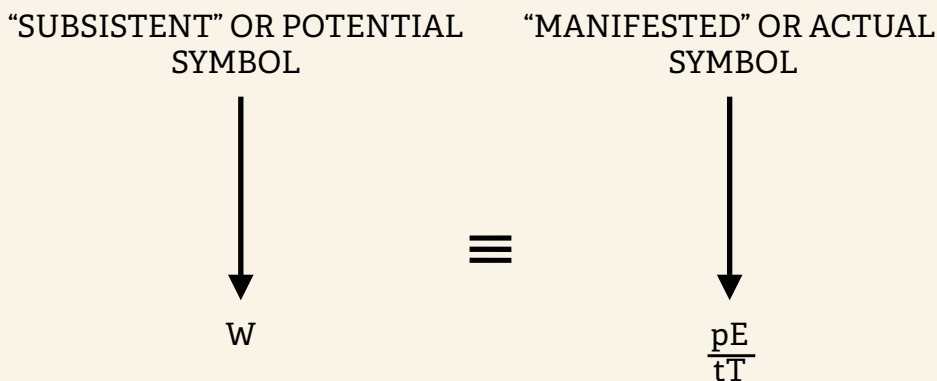 “SUBSISTENT” OR POTENTIAL
SYMBOL
“MANIFESTED” OR ACTUAL
SYMBOL
≡
W
pE
tT